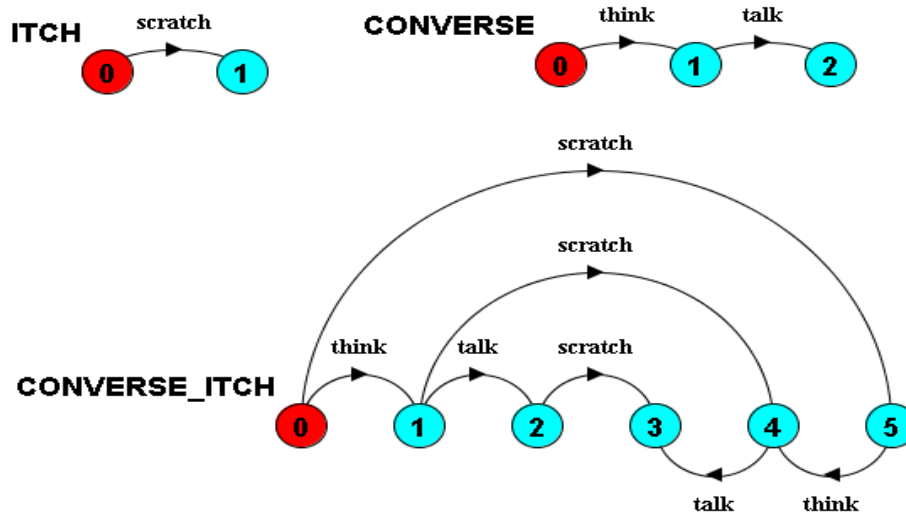 ITCH
scratch
0 1
CONVERSE
think talk
0 1 2
scratch
scratch
think talk scratch
CONVERSE_ITCH
0 1 2 3 4 5
talk think